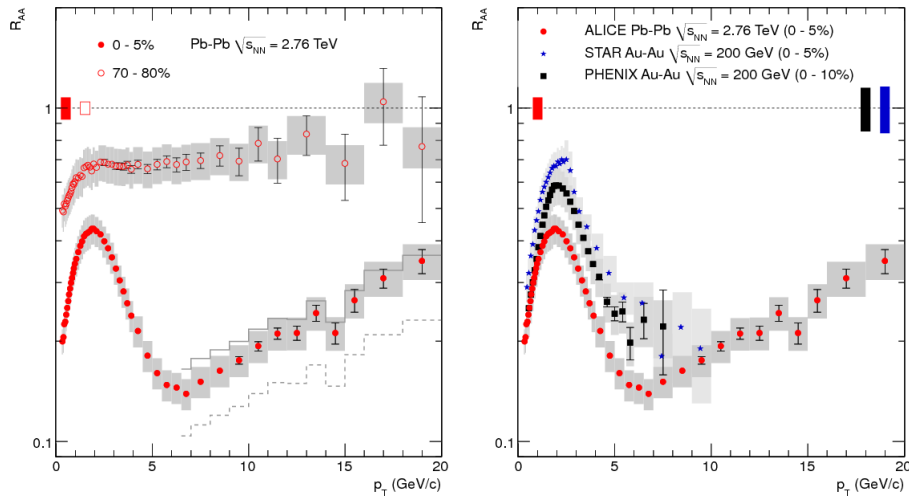 R_AA
0 - 5%
Pb-Pb √s_NN = 2.76 TeV
70 - 80%
1
0.1
0
5
10
15
20
p_T (GeV/c)
R_AA
ALICE Pb-Pb √s_NN = 2.76 TeV (0 - 5%)
STAR Au-Au √s_NN = 200 GeV (0 - 5%)
PHENIX Au-Au √s_NN = 200 GeV (0 - 10%)
1
0.1
0
5
10
15
20
p_T (GeV/c)